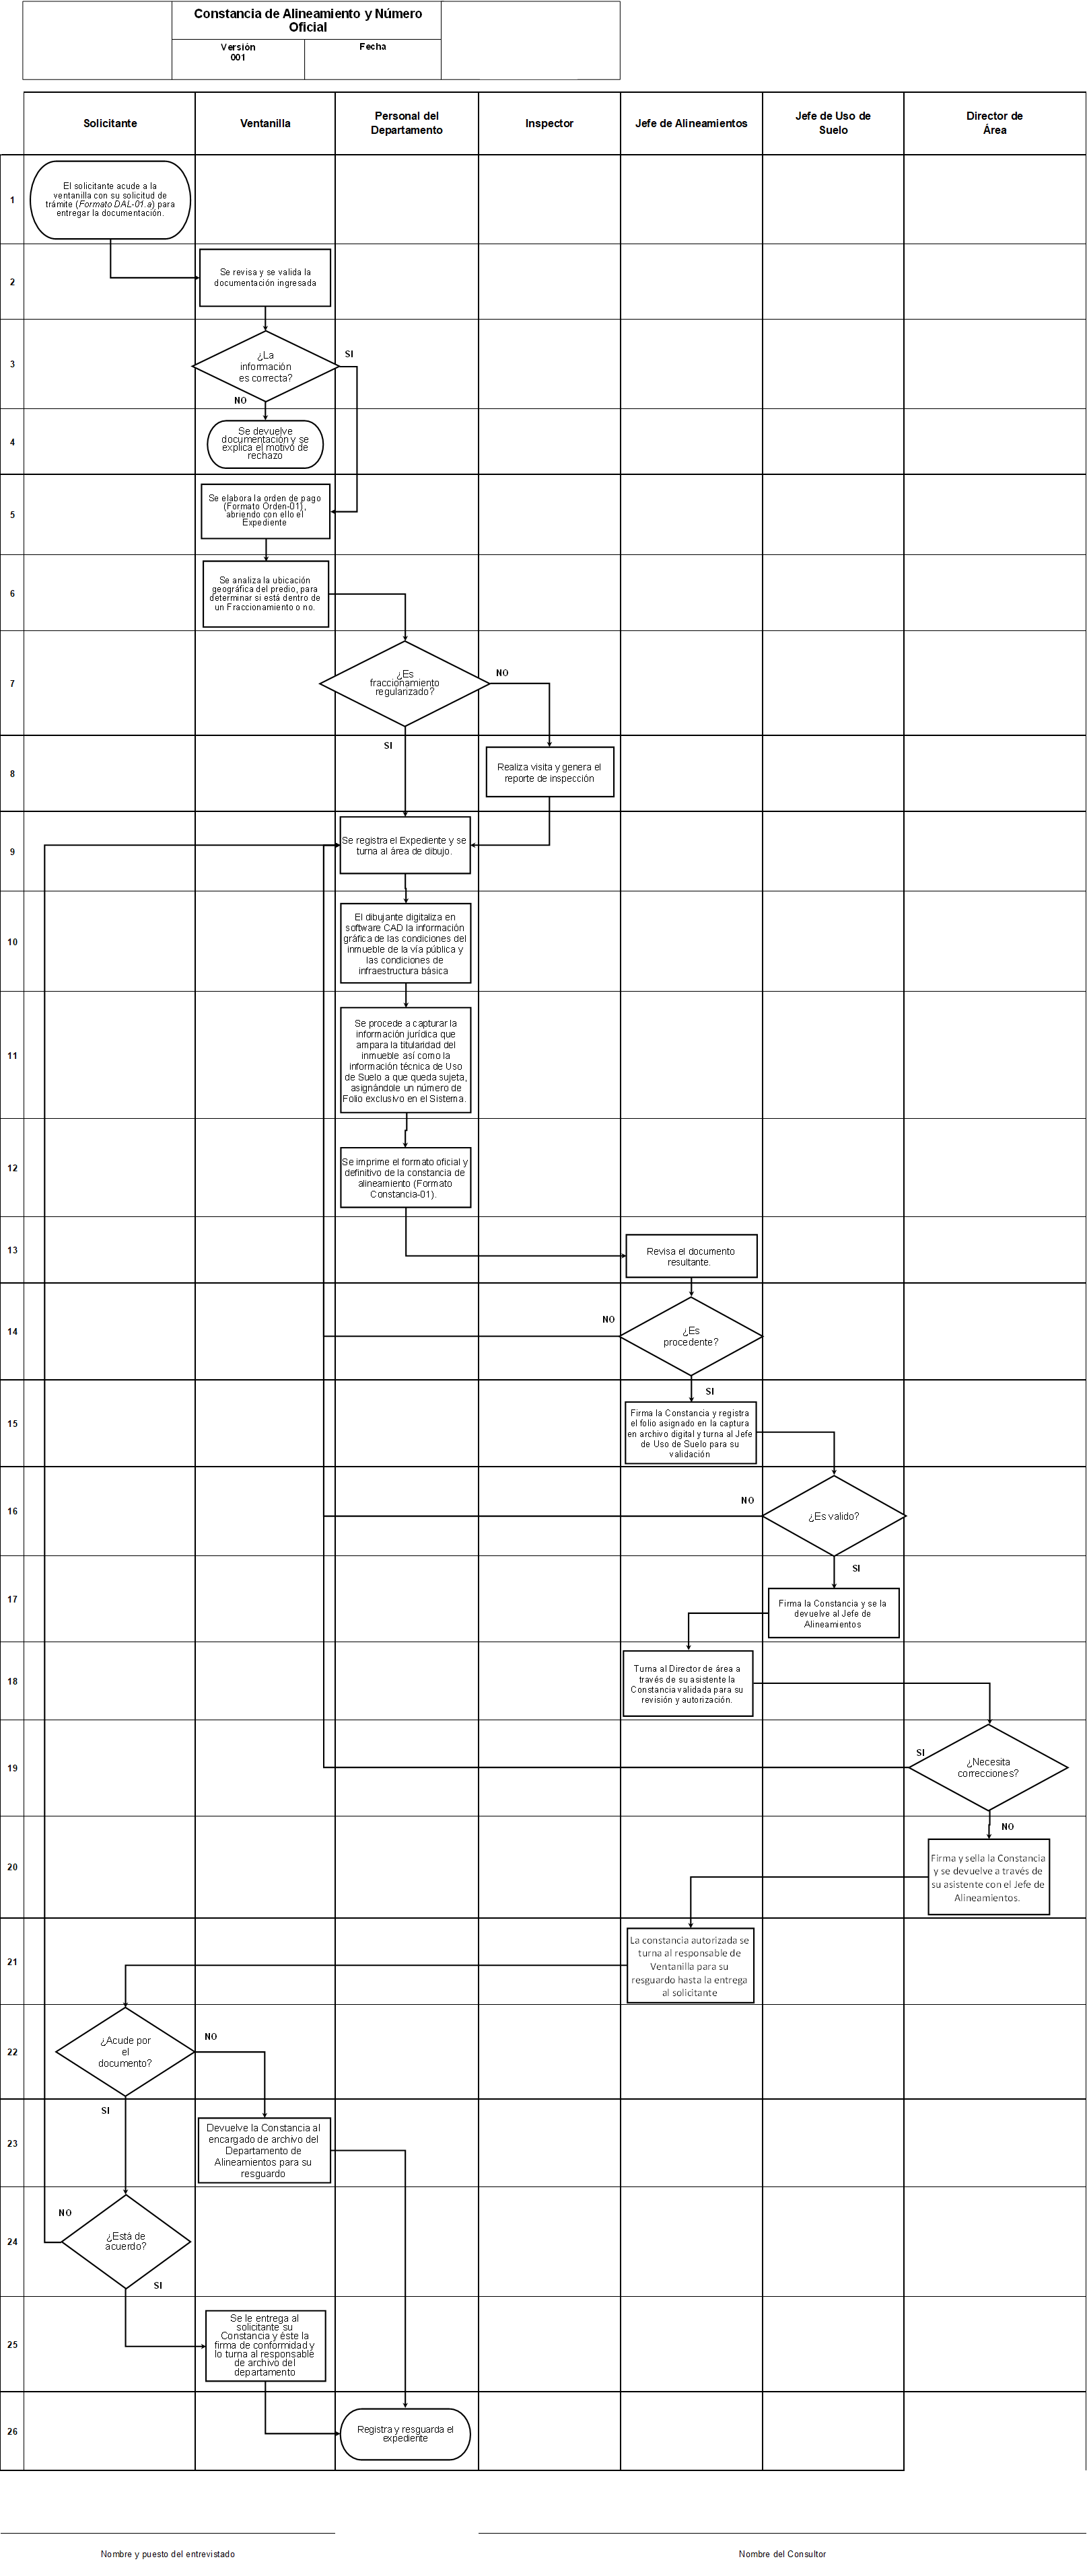 Constancia de Alineamiento y Número
Oficial
Versión
001
Fecha
Solicitante
Ventanilla
Personal del
Departamento
Inspector
Jefe de Alineamientos
Jefe de Uso de
Suelo
Director de
Área
1
El solicitante acude a la
ventanilla con su solicitud de
trámite (Formato DAL-01.a) para
entregar la documentación.
2
Se revisa y se valida la
documentación ingresada
3
¿La
información
es correcta?
SI
NO
4
Se devuelve
documentación y se
explica el motivo de
rechazo
5
Se elabora la orden de pago
(Formato Orden-01),
abriendo con ello el
Expediente
6
Se analiza la ubicación
geográfica del predio, para
determinar si está dentro de
un Fraccionamiento o no.
7
¿Es
fraccionamiento
regularizado?
NO
SI
8
Realiza visita y genera el
reporte de inspección
9
Se registra el Expediente y se
turna al área de dibujo.
10
El dibujante digitaliza en
software CAD la información
gráfica de las condiciones del
inmueble de la vía pública y
las condiciones de
infraestructura básica
11
Se procede a capturar la
información jurídica que
ampara la titularidad del
inmueble así como la
información técnica de Uso
de Suelo a que queda sujeta,
asignándole un número de
Folio exclusivo en el Sistema.
12
Se imprime el formato oficial y
definitivo de la constancia de
alineamiento (Formato
Constancia-01).
13
Revisa el documento
resultante.
14
NO
¿Es
procedente?
SI
15
Firma la Constancia y registra
el folio asignado en la captura
en archivo digital y turna al Jefe
de Uso de Suelo para su
validación
16
NO
¿Es valido?
SI
17
Firma la Constancia y se la
devuelve al Jefe de
Alineamientos
18
Turna al Director de área a
través de su asistente la
Constancia validada para su
revisión y autorización.
19
SI
¿Necesita
correcciones?
NO
20
Firma y sella la Constancia
y se devuelve a través de
su asistente con el Jefe de
Alineamientos.
21
La constancia autorizada se
turna al responsable de
Ventanilla para su
resguardo hasta la entrega
al solicitante
22
¿Acude por
el
documento?
NO
SI
23
Devuelve la Constancia al
encargado de archivo del
Departamento de
Alineamientos para su
resguardo
24
NO
¿Está de
acuerdo?
SI
25
Se le entrega al
solicitante su
Constancia y éste la
firma de conformidad y
lo turna al responsable
de archivo del
departamento
26
Registra y resguarda el
expediente
Nombre y puesto del entrevistado
Nombre del Consultor